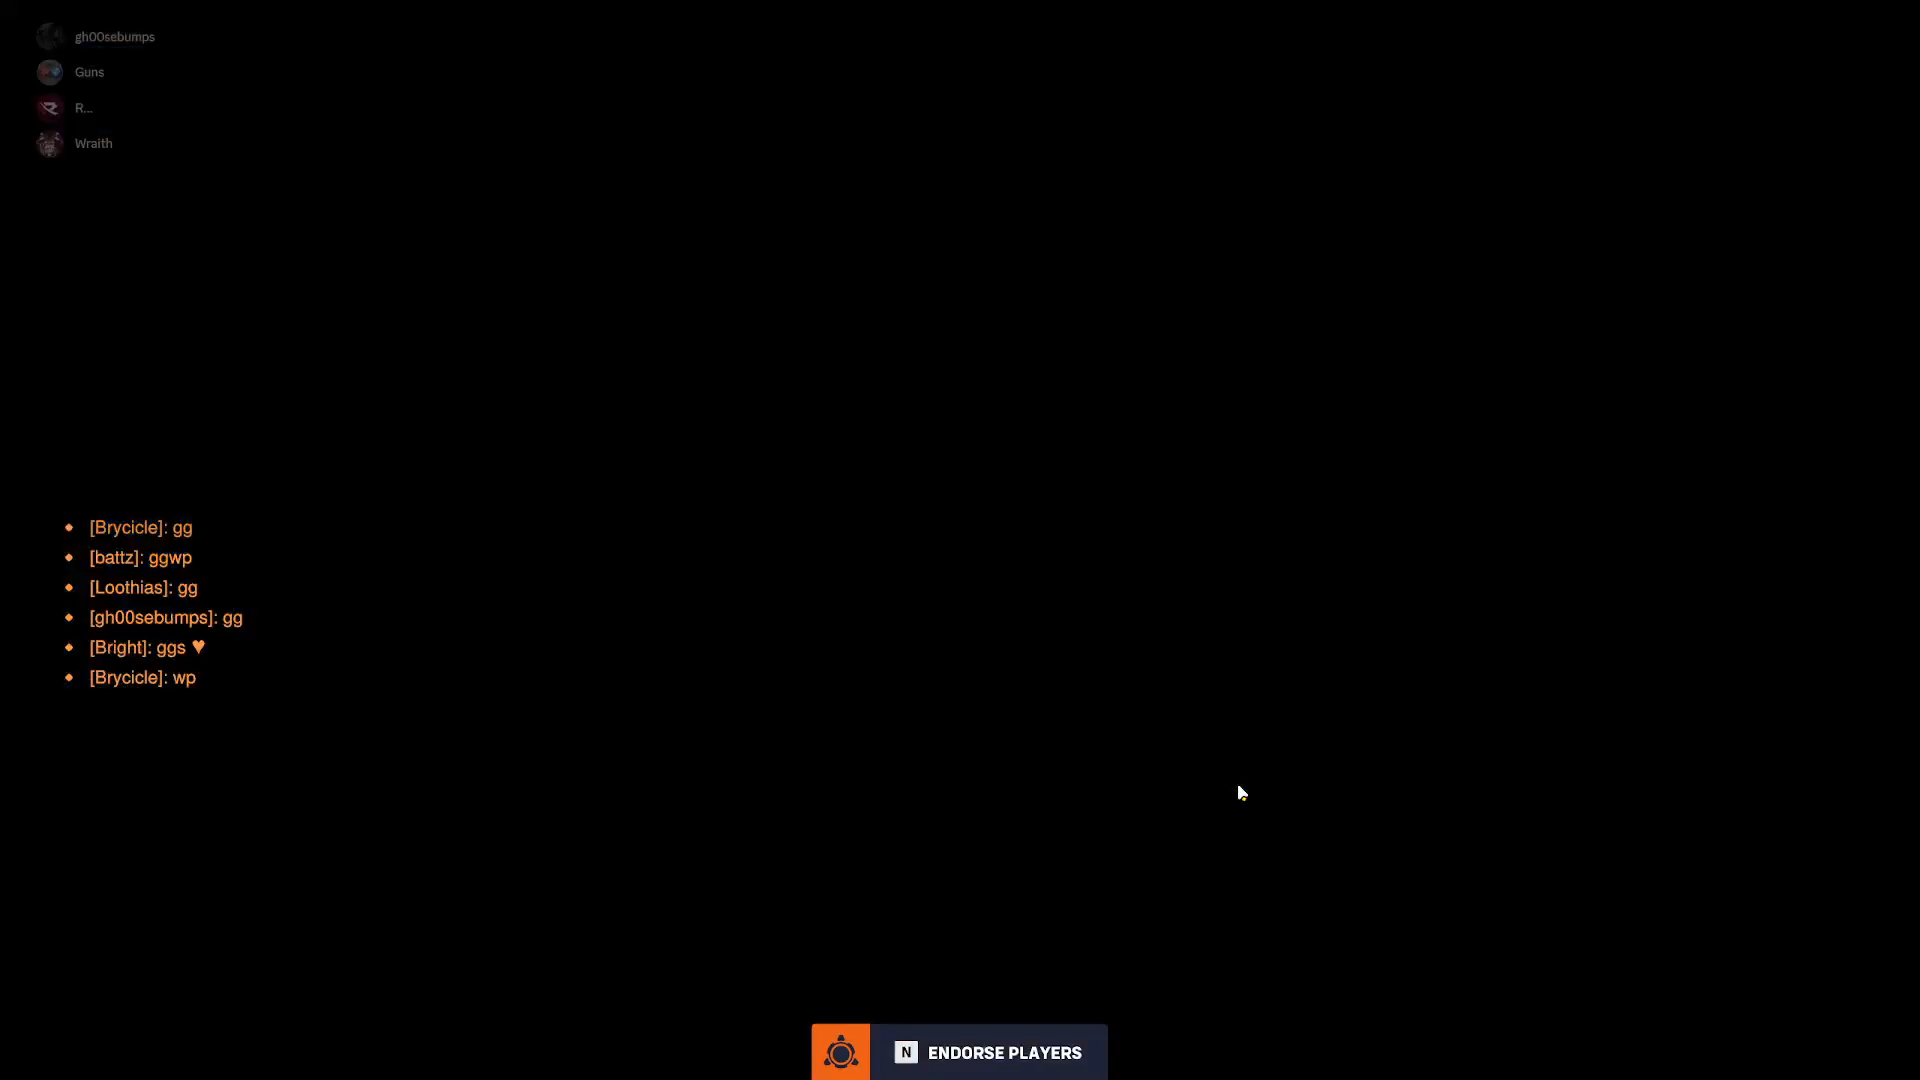 gh00sebumps
Guns
R...
Wraith
[Brycicle]: gg
[battz]: ggwp
[Loothias]: gg
[gh00sebumps]: gg
[Bright]: ggs ♥
[Brycicle]: wp
N ENDORSE PLAYERS